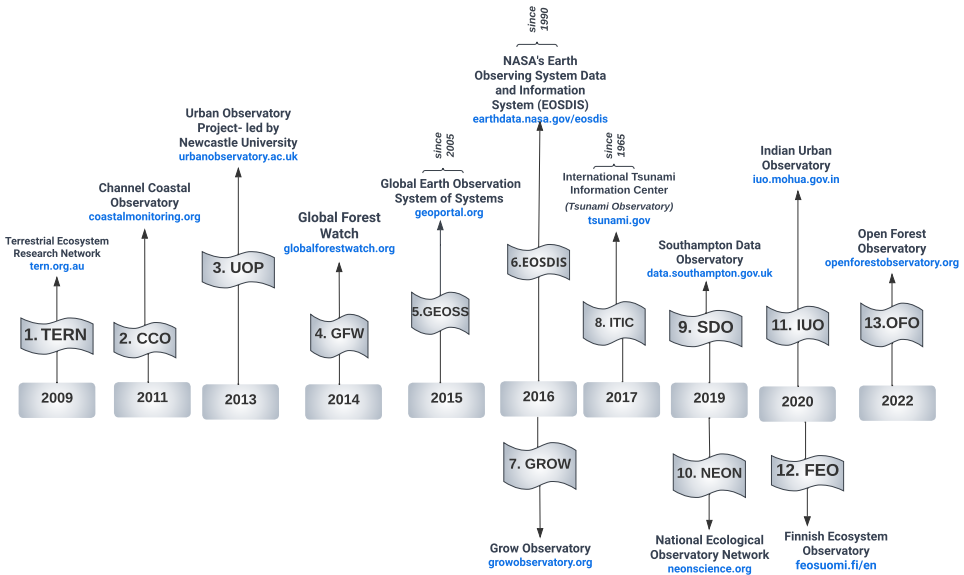 since
1990
NASA's Earth
Observing System Data
and Information
System (EOSDIS)
earthdata.nasa.gov/eosdis
Urban Observatory
Project- led by
Newcastle University
urbanobservatory.ac.uk
since
2005
since
1965
Indian Urban
Observatory
iuo.mohua.gov.in
Channel Coastal
Observatory
coastalmonitoring.org
Global Earth Observation
System of Systems
geoportal.org
International Tsunami
Information Center
(Tsunami Observatory)
tsunami.gov
Terrestrial Ecosystem
Research Network
tern.org.au
Global Forest
Watch
globalforestwatch.org
Southampton Data
Observatory
data.southampton.gov.uk
Open Forest
Observatory
openforestobservatory.org
1. TERN
2. CCO
3. UOP
4. GFW
5.GEOSS
6.EOSDIS
8. ITIC
9. SDO
11. IUO
13.OFO
2009
2011
2013
2014
2015
2016
2017
2019
2020
2022
7. GROW
10. NEON
12. FEO
Grow Observatory
growobservatory.org
National Ecological
Observatory Network
neonscience.org
Finnish Ecosystem
Observatory
feosuomi.fi/en